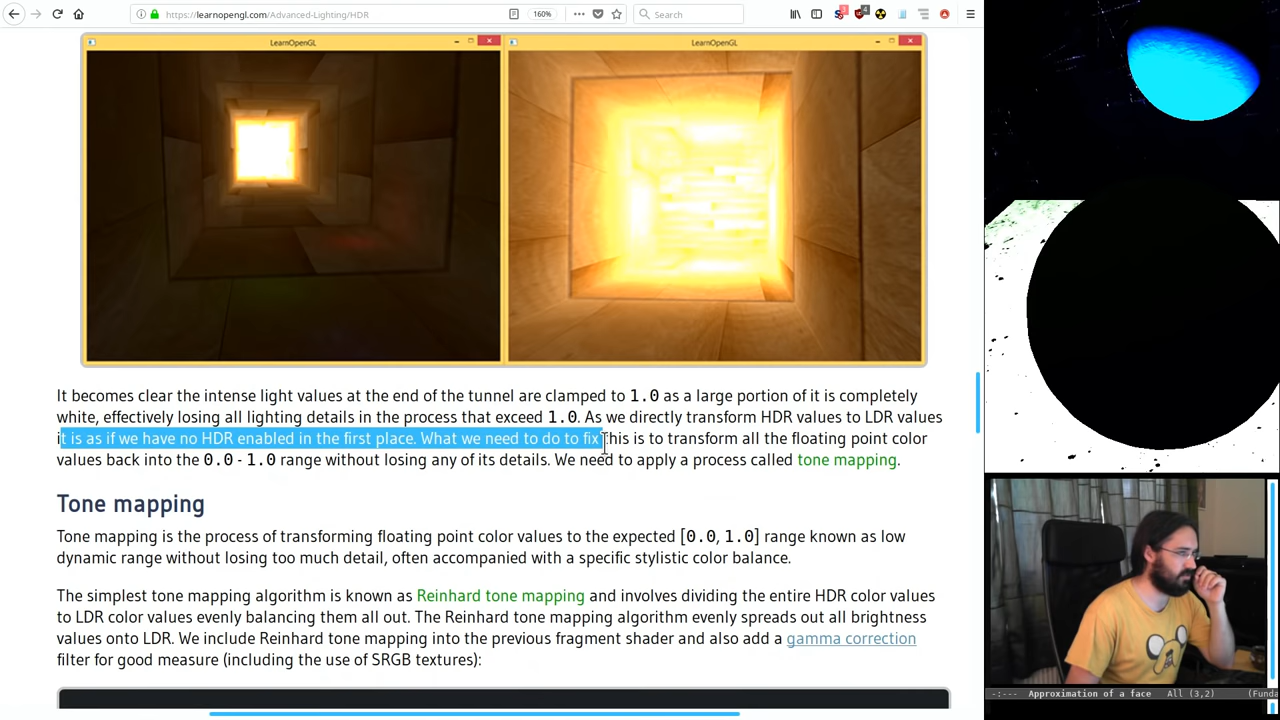 https://learnopengl.com/Advanced-Lighting/HDR
160%
Search
3
4
LearnOpenGL
LearnOpenGL
It becomes clear the intense light values at the end of the tunnel are clamped to 1.0 as a large portion of it is completely
white, effectively losing all lighting details in the process that exceed 1.0. As we directly transform HDR values to LDR values
it is as if we have no HDR enabled in the first place. What we need to do to fix this is to transform all the floating point color
values back into the 0.0 - 1.0 range without losing any of its details. We need to apply a process called tone mapping.
Tone mapping
Tone mapping is the process of transforming floating point color values to the expected [0.0, 1.0] range known as low
dynamic range without losing too much detail, often accompanied with a specific stylistic color balance.
The simplest tone mapping algorithm is known as Reinhard tone mapping and involves dividing the entire HDR color values
to LDR color values evenly balancing them all out. The Reinhard tone mapping algorithm evenly spreads out all brightness
values onto LDR. We include Reinhard tone mapping into the previous fragment shader and also add a gamma correction
filter for good measure (including the use of SRGB textures):
-:--- Approximation of a face All (3,2) (Funda